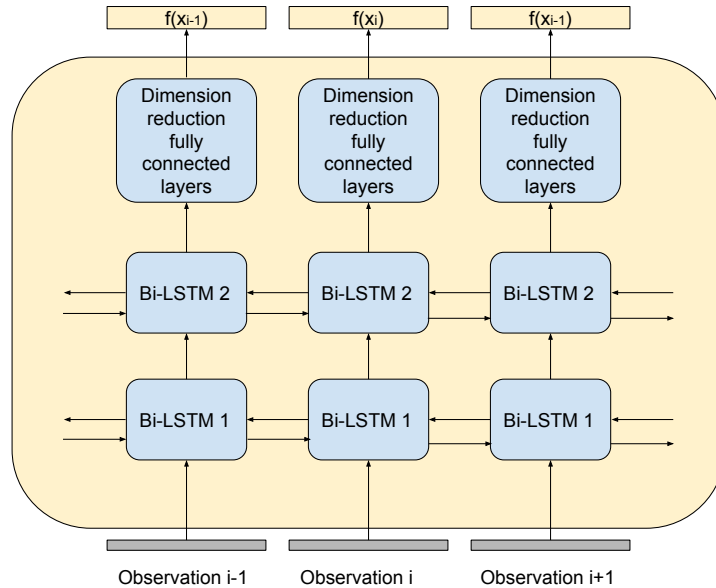 f(xi-1) f(xi) f(xi-1)
Dimension reduction fully connected layers
Dimension reduction fully connected layers
Dimension reduction fully connected layers
Bi-LSTM 2 Bi-LSTM 2 Bi-LSTM 2
Bi-LSTM 1 Bi-LSTM 1 Bi-LSTM 1
Observation i-1 Observation i Observation i+1